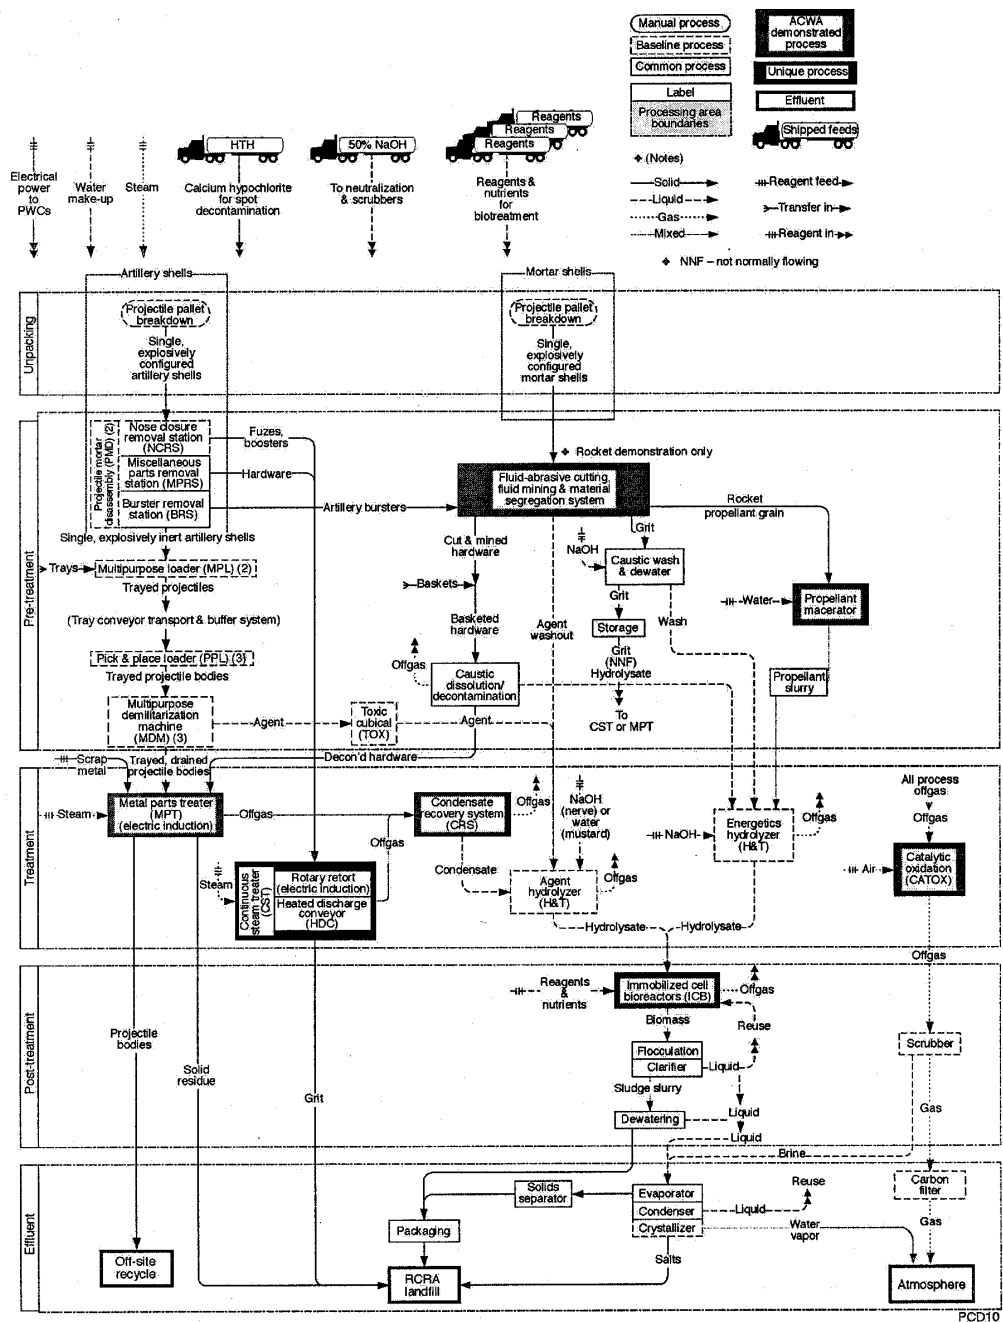 Manual process
Baseline process
Common process
Label
Processing area
boundaries
ACWA
demonstrated
process
Unique process
Effluent
Shipped feeds
❖ (Notes)
Solid
Liquid
Gas
Mixed
Reagent feed
Transfer in
Reagent in
❖ NNF – not normally flowing
HTH
50% NaOH
Reagents
Reagents
Reagents
Electrical
power
to
PWCs
Water
make-up
Steam
Calcium hypochlorite
for spot
decontamination
To neutralization
& scrubbers
Reagents &
nutrients
for
biotreatment
Artillery shells
Mortar shells
Unpacking
Projectile pallet
breakdown
Single,
explosively
configured
artillery shells
Projectile pallet
breakdown
Single,
explosively
configured
mortar shells
Pre-treatment
Projectile mortar
disassembly (PMD) (2)
Nose closure
removal station
(NCRS)
Miscellaneous
parts removal
station (MPRS)
Burster removal
station (BRS)
Fuzes,
boosters
Hardware
Artillery bursters
❖ Rocket demonstration only
Fluid-abrasive cutting,
fluid mining & material
segregation system
Rocket
propellant grain
Single, explosively inert artillery shells
Trays
Multipurpose loader (MPL) (2)
Trayed projectiles
(Tray conveyor transport & buffer system)
Pick & place loader (PPL) (3)
Trayed projectile bodies
Multipurpose
demilitarization
machine
(MDM) (3)
Agent
Toxic
cubical
(TOX)
Agent
Cut & mined
hardware
Baskets
Basketed
hardware
Offgas
Caustic
dissolution/
decontamination
Agent
washout
Grit
NaOH
Caustic wash
& dewater
Grit
Storage
Grit
(NNF)
Hydrolysate
To
CST or MPT
Wash
Water
Propellant
macerator
Propellant
slurry
Decon'd hardware
Treatment
Scrap
metal
Trayed, drained
projectile bodies
Steam
Metal parts treater
(MPT)
(electric induction)
Offgas
Condensate
recovery system
(CRS)
Offgas
Offgas
Condensate
Steam
Continuous
steam treater
(CST)
Rotary retort
(electric induction)
Heated discharge
conveyor
(HDC)
NaOH
(nerve) or
water
(mustard)
Agent
hydrolyzer
(H&T)
Offgas
NaOH
Energetics
hydrolyzer
(H&T)
Offgas
All process
offgas
Offgas
Air
Catalytic
oxidation
(CATOX)
Hydrolysate
Hydrolysate
Offgas
Post-treatment
Reagents
&
nutrients
Immobilized cell
bioreactors (ICB)
Offgas
Biomass
Reuse
Flocculation
Clarifier
Liquid
Sludge slurry
Dewatering
Liquid
Liquid
Scrubber
Gas
Brine
Projectile
bodies
Solid
residue
Grit
Effluent
Solids
separator
Evaporator
Condenser
Crystallizer
Liquid
Reuse
Water
vapor
Carbon
filter
Gas
Packaging
Salts
Off-site
recycle
RCRA
landfill
Atmosphere
PCD10